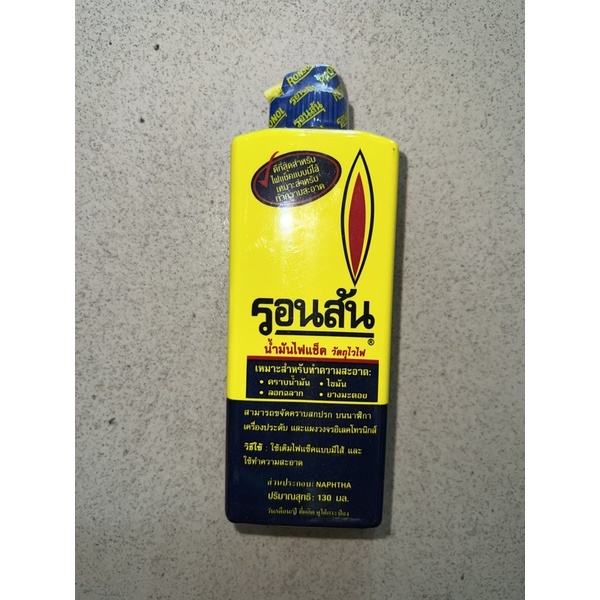 RONSON
รอนสัน
ดีที่สุดสำหรับ
ไฟแช็คแบบมีไส้
เหมาะสำหรับ
ทำความสะอาด
รอนสัน®
น้ำมันไฟแช็ค วัตถุไวไฟ
เหมาะสำหรับทำความสะอาด:
• คราบน้ำมัน • ไขมัน
• ลอกฉลาก • ยางมะตอย
สามารถขจัดคราบสกปรก บนนาฬิกา
เครื่องประดับ และแผงวงจรอิเลคโทรนิกส์
วิธีใช้ : ใช้เติมไฟแช็คแบบมีไส้ และ
ใช้ทำความสะอาด
ส่วนประกอบ: NAPHTHA
ปริมาณสุทธิ: 130 มล.